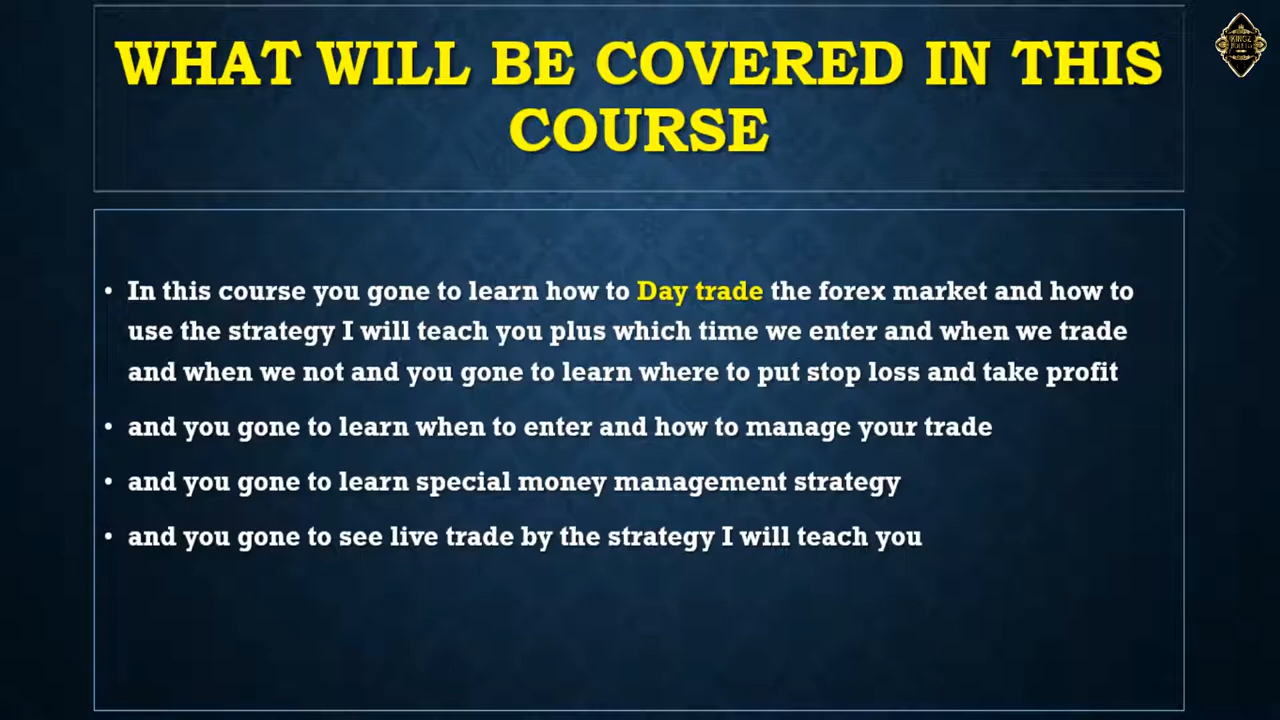 WHAT WILL BE COVERED IN THIS
COURSE
• In this course you gone to learn how to Day trade the forex market and how to
use the strategy I will teach you plus which time we enter and when we trade
and when we not and you gone to learn where to put stop loss and take profit
• and you gone to learn when to enter and how to manage your trade
• and you gone to learn special money management strategy
• and you gone to see live trade by the strategy I will teach you